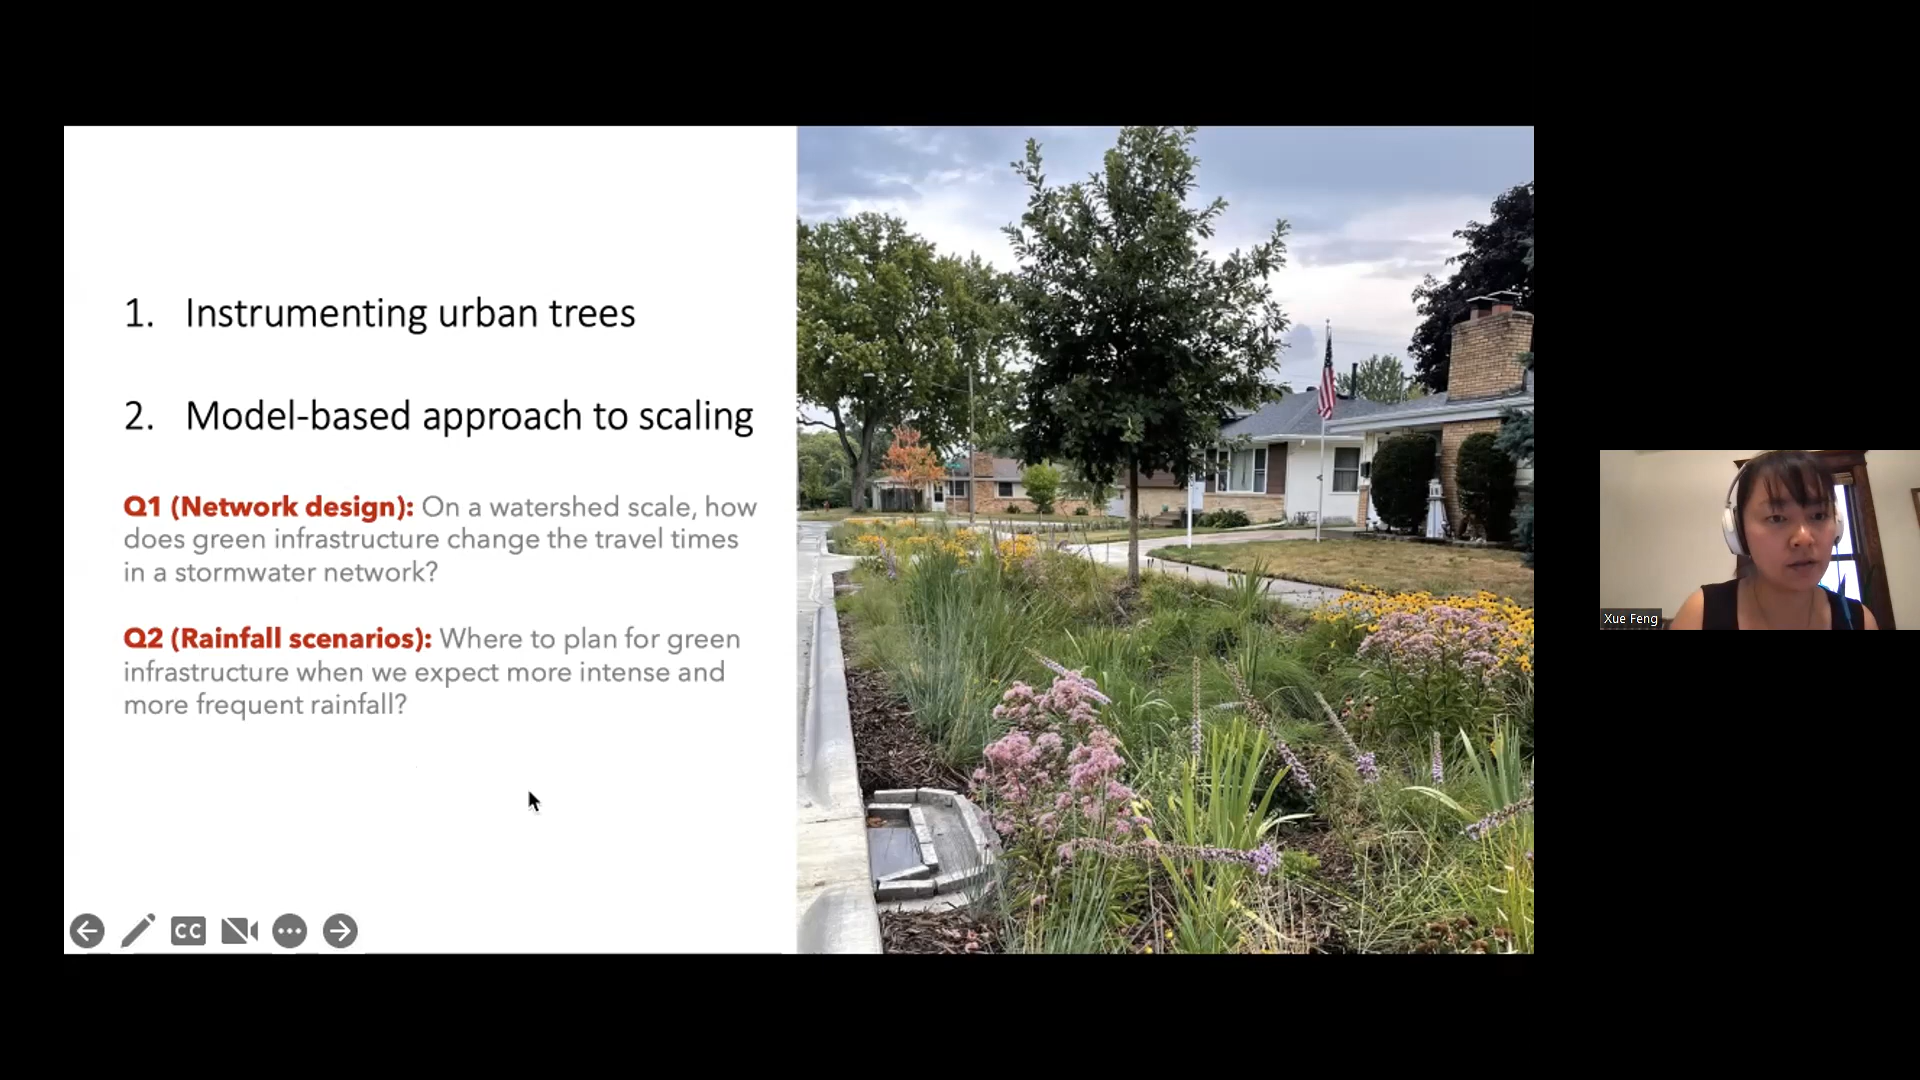 1. Instrumenting urban trees
2. Model-based approach to scaling
Q1 (Network design): On a watershed scale, how
does green infrastructure change the travel times
in a stormwater network?
Q2 (Rainfall scenarios): Where to plan for green
infrastructure when we expect more intense and
more frequent rainfall?
CC
Xue Feng